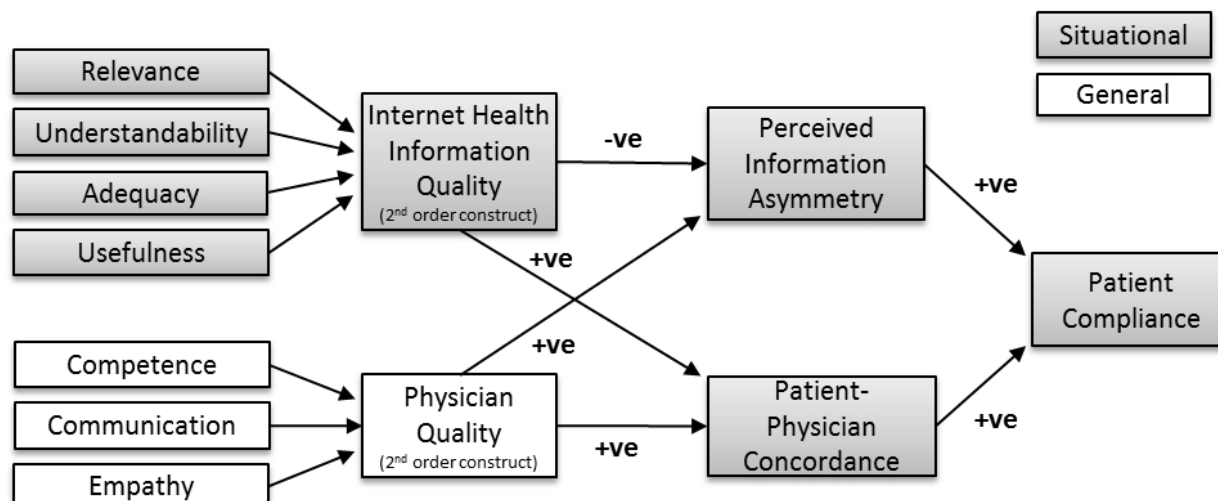 Situational
General
Relevance
Understandability
Adequacy
Usefulness
Internet Health
Information
Quality
(2nd order construct)
-ve
Perceived
Information
Asymmetry
+ve
+ve
Patient
Compliance
Competence
Communication
Empathy
+ve
Physician
Quality
(2nd order construct)
+ve
Patient-
Physician
Concordance
+ve